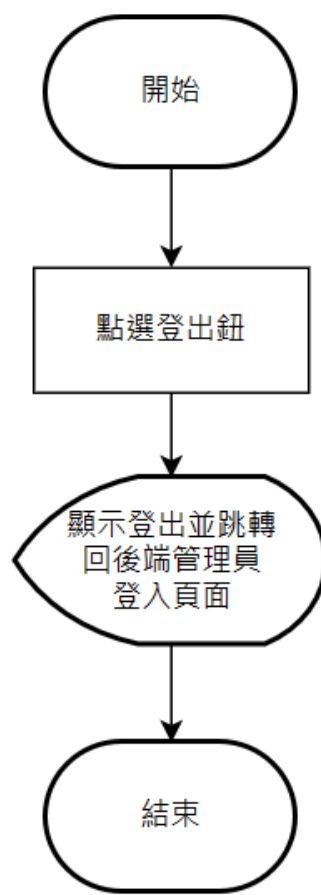 開始
點選登出鈕
顯示登出並跳轉
回後端管理員
登入頁面
結束